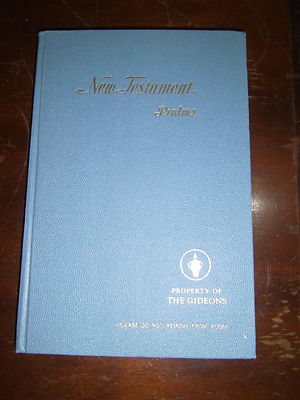 New Testament
Psalms
PROPERTY OF
THE GIDEONS
PLEASE DO NOT REMOVE FROM ROOM